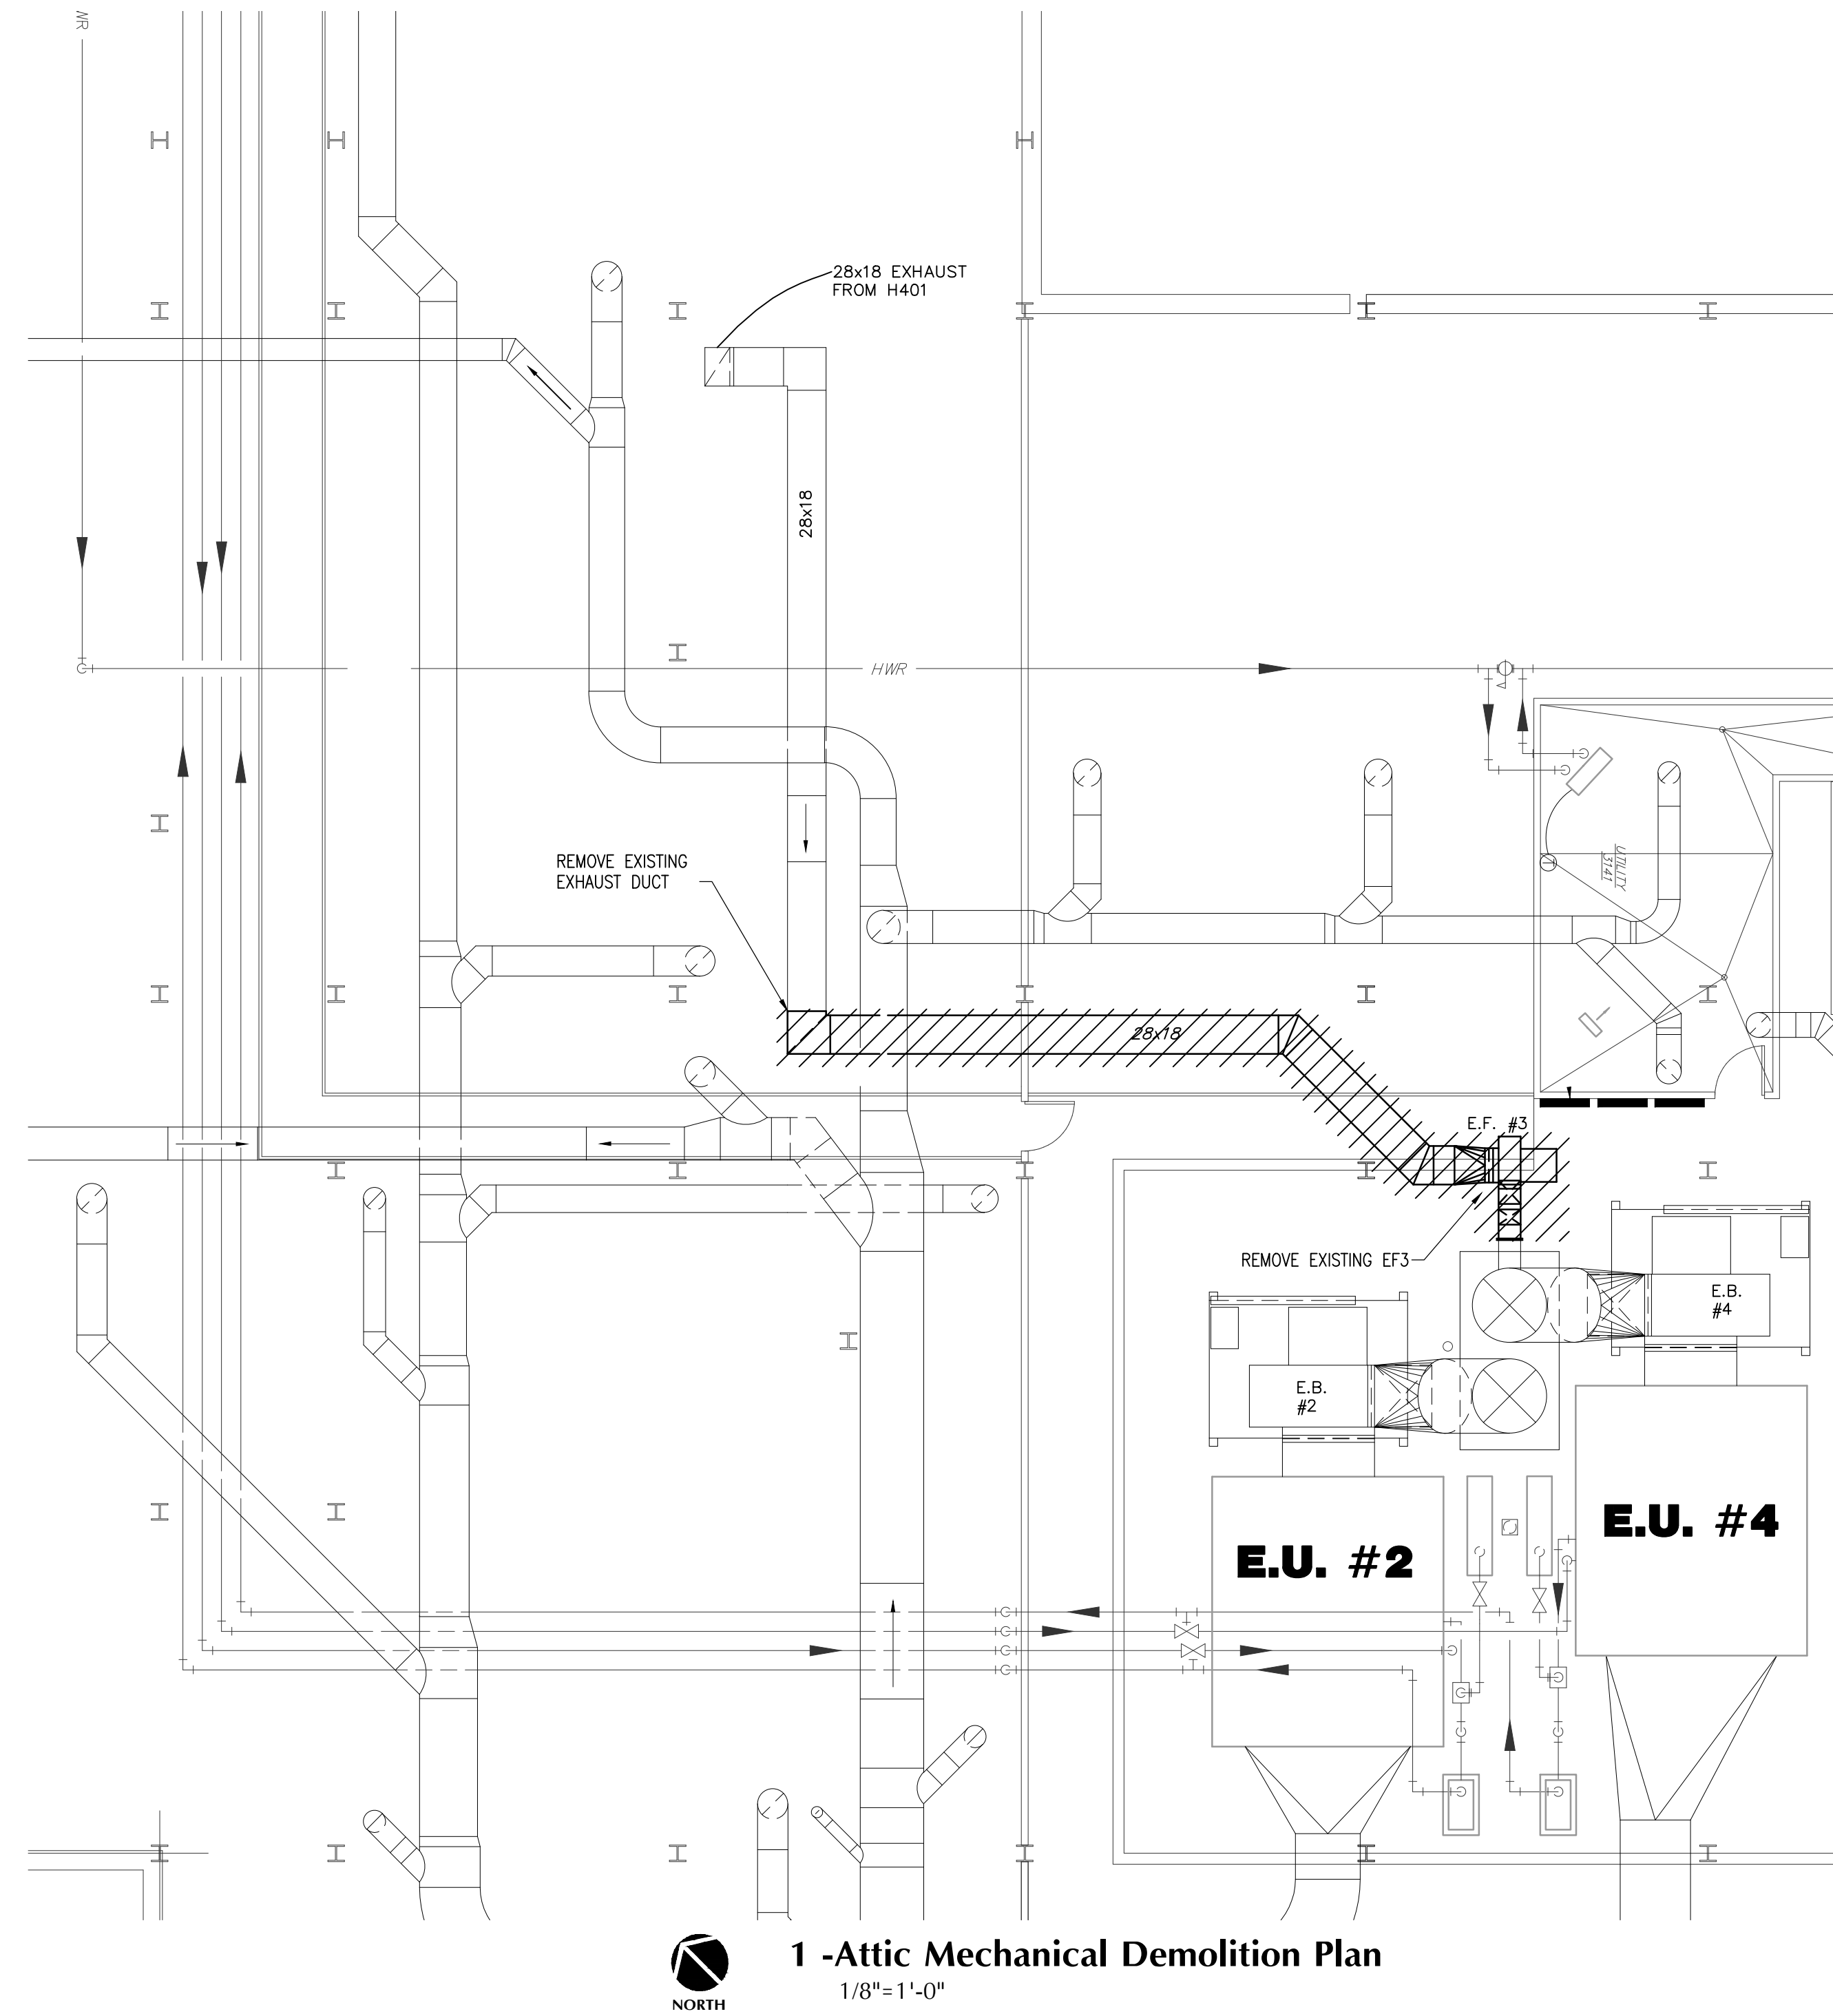 WR
28x18 EXHAUST
FROM H401
28x18
HWR
REMOVE EXISTING
EXHAUST DUCT
UTILITY
3141
28x18
E.F. #3
REMOVE EXISTING EF3
E.B.
#4
E.B.
#2
E.U. #4
E.U. #2
1 -Attic Mechanical Demolition Plan
1/8"=1'-0"
NORTH